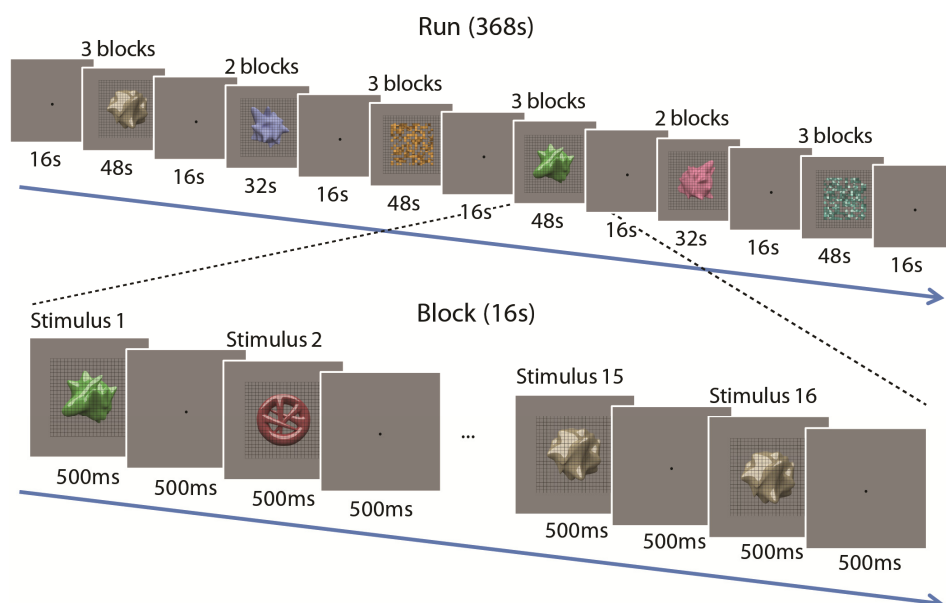 Run (368s)
3 blocks
2 blocks
3 blocks
3 blocks
2 blocks
3 blocks
16s
48s
16s
32s
16s
48s
16s
48s
16s
32s
16s
48s
16s
Block (16s)
Stimulus 1
Stimulus 2
Stimulus 15
Stimulus 16
...
500ms
500ms
500ms
500ms
500ms
500ms
500ms
500ms